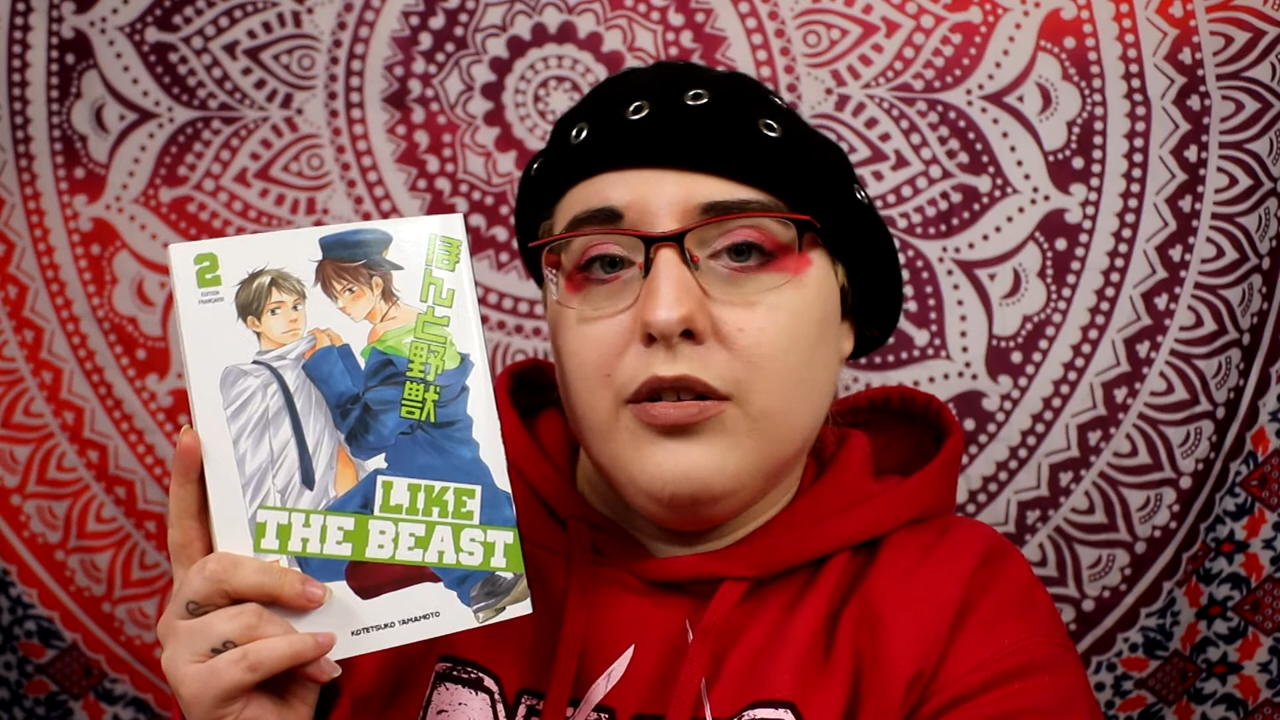 2
ÉDITION
FRANÇAISE
ほんと野獣
LIKE
THE BEAST
KOTETSUKO YAMAMOTO